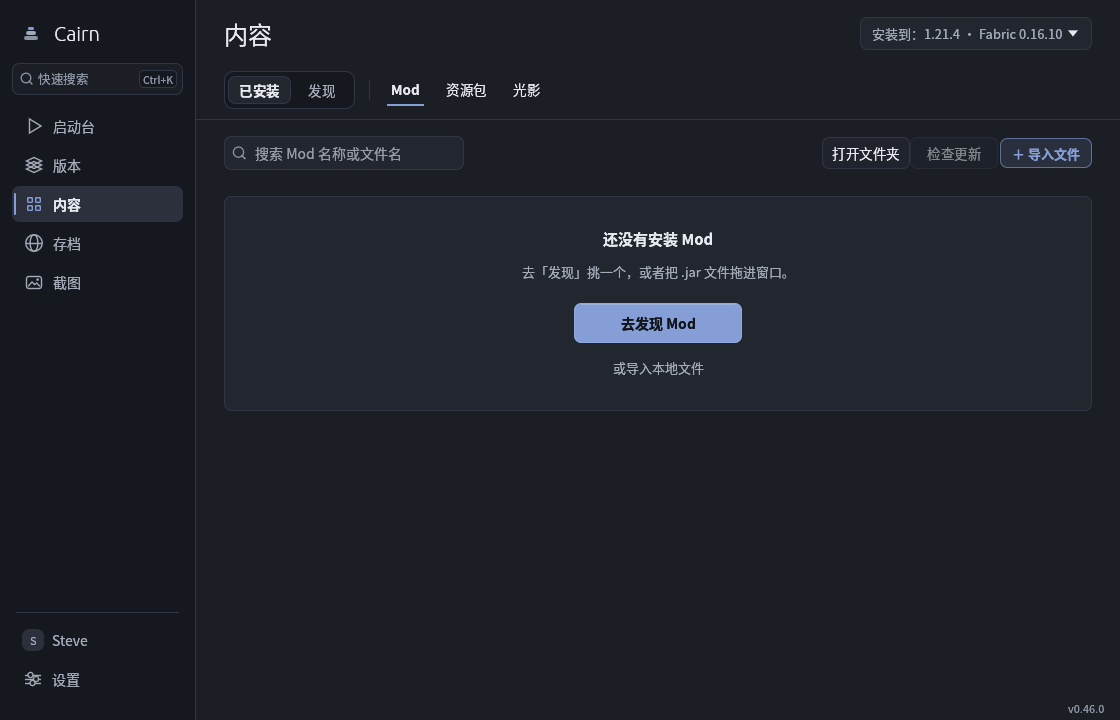 Cairn
快速搜索 Ctrl+K
启动台
版本
内容
存档
截图
S Steve
设置
内容
安装到：1.21.4 • Fabric 0.16.10
已安装 发现 Mod 资源包 光影
搜索 Mod 名称或文件名
打开文件夹 检查更新 + 导入文件
还没有安装 Mod
去「发现」挑一个，或者把 .jar 文件拖进窗口。
去发现 Mod
或导入本地文件
v0.46.0